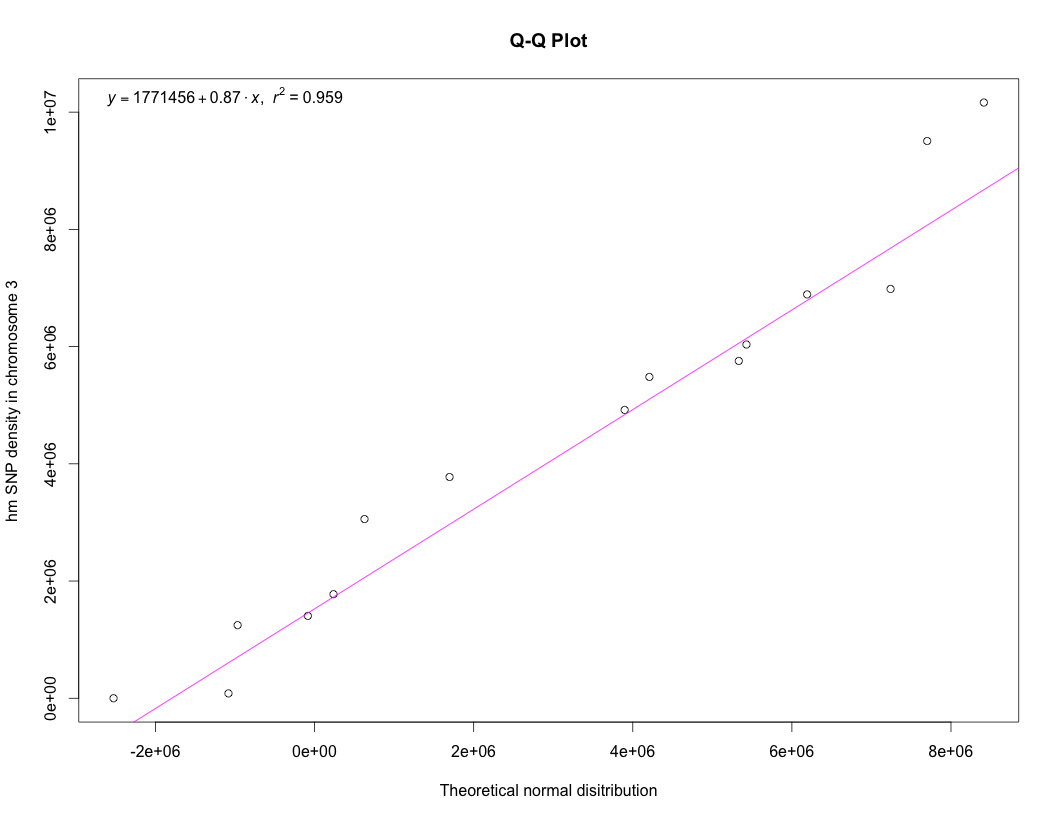 Q-Q Plot
y = 1771456 + 0.87 · x, r² = 0.959
1e+07
8e+06
6e+06
4e+06
2e+06
0e+00
hm SNP density in chromosome 3
-2e+06 0e+00 2e+06 4e+06 6e+06 8e+06
Theoretical normal disitribution